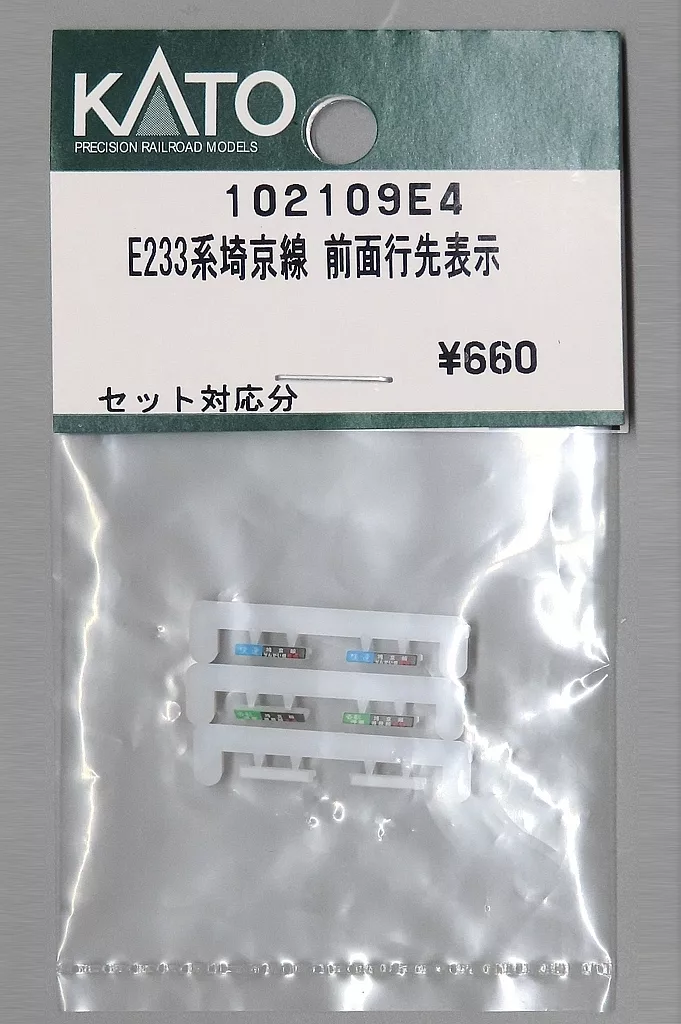 KATO
PRECISION RAILROAD MODELS
102109E4
E233系埼京線 前面行先表示
¥660
セット対応分